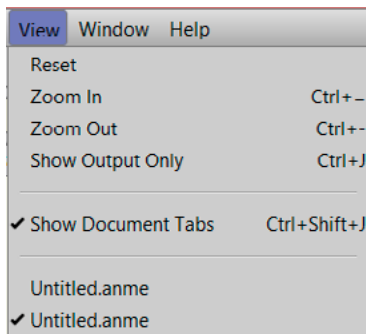 View Window Help
Reset
Zoom In Ctrl+–
Zoom Out Ctrl+-
Show Output Only Ctrl+J
Show Document Tabs Ctrl+Shift+J
Untitled.anme
Untitled.anme